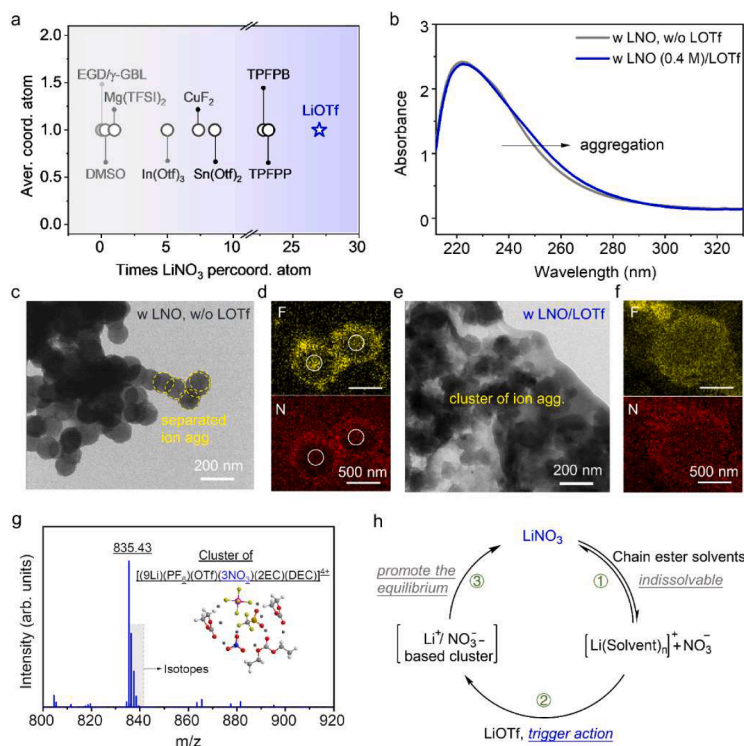 a
Aver. coord. atom
2.0
1.5
1.0
0.5
0.0
EGD/γ-GBL
Mg(TFSI)₂
CuF₂
TPFPB
LiOTf
DMSO
In(Otf)₃
Sn(Otf)₂
TPFPP
0 5 10 25 30
Times LiNO₃ percoord. atom
b
Absorbance
3
2
1
0
w LNO, w/o LOTf
w LNO (0.4 M)/LOTf
aggregation
220 240 260 280 300 320
Wavelength (nm)
c
w LNO, w/o LOTf
separated
ion agg.
200 nm
d
F
N
500 nm
e
w LNO/LOTf
cluster of ion agg.
200 nm
f
F
N
500 nm
g
Intensity (arb. units)
835.43
Cluster of
[(9Li)(PF₆)(OTf)(3NO₃)(2EC)(DEC)]⁴⁺
Isotopes
800 820 840 860 880 900 920
m/z
h
LiNO₃
promote the
equilibrium
③
①
Chain ester solvents
indissolvable
[Li⁺/ NO₃⁻–
based cluster]
[Li(Solvent)ₙ]⁺+NO₃⁻
②
LiOTf, trigger action